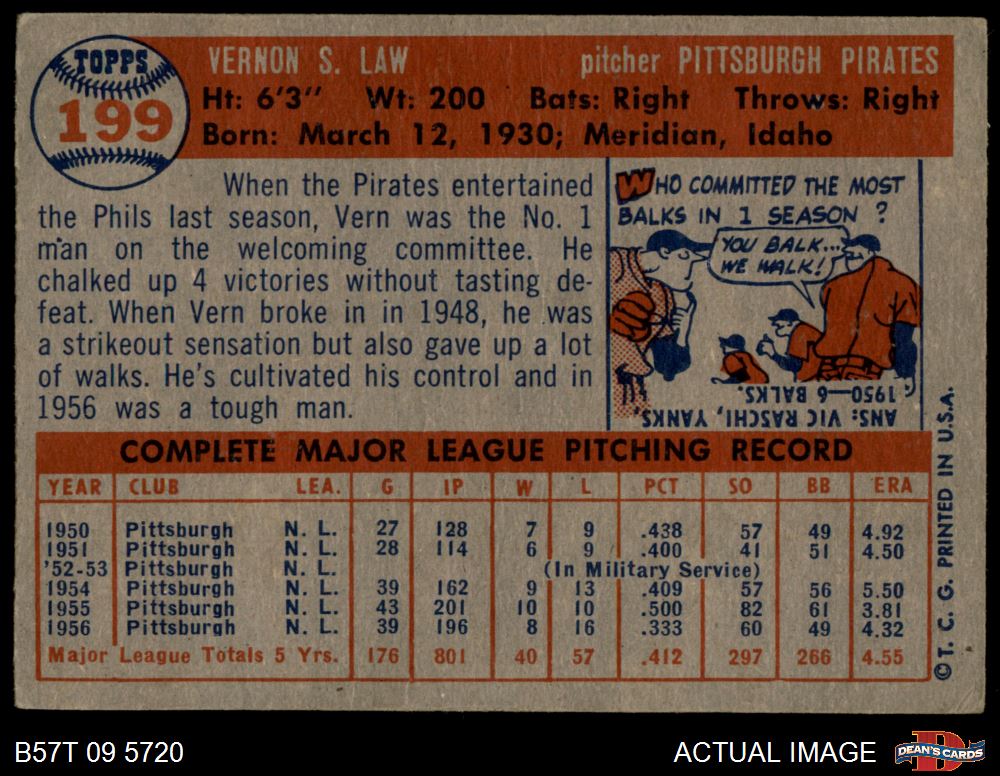 TOPPS
199
VERNON S. LAW pitcher PITTSBURGH PIRATES
Ht: 6'3" Wt: 200 Bats: Right Throws: Right
Born: March 12, 1930; Meridian, Idaho
When the Pirates entertained
the Phils last season, Vern was the No. 1
man on the welcoming committee. He
chalked up 4 victories without tasting de-
feat. When Vern broke in in 1948, he was
a strikeout sensation but also gave up a lot
of walks. He's cultivated his control and in
1956 was a tough man.
WHO COMMITTED THE MOST
BALKS IN 1 SEASON ?
YOU BALK...
WE WALK!
ANS: VIC RASCHI, YANKS,
1950—6 BALKS.
COMPLETE MAJOR LEAGUE PITCHING RECORD
YEAR CLUB LEA. G IP W L PCT SO BB ERA
1950 Pittsburgh N. L. 27 128 7 9 .438 57 49 4.92
1951 Pittsburgh N. L. 28 114 6 9 .400 41 51 4.50
'52-53 Pittsburgh N. L. (In Military Service)
1954 Pittsburgh N. L. 39 162 9 13 .409 57 56 5.50
1955 Pittsburgh N. L. 43 201 10 10 .500 82 61 3.81
1956 Pittsburgh N. L. 39 196 8 16 .333 60 49 4.32
Major League Totals 5 Yrs. 176 801 40 57 .412 297 266 4.55
© T. C. G. PRINTED IN U.S.A.
B57T 09 5720 ACTUAL IMAGE DEAN'S CARDS